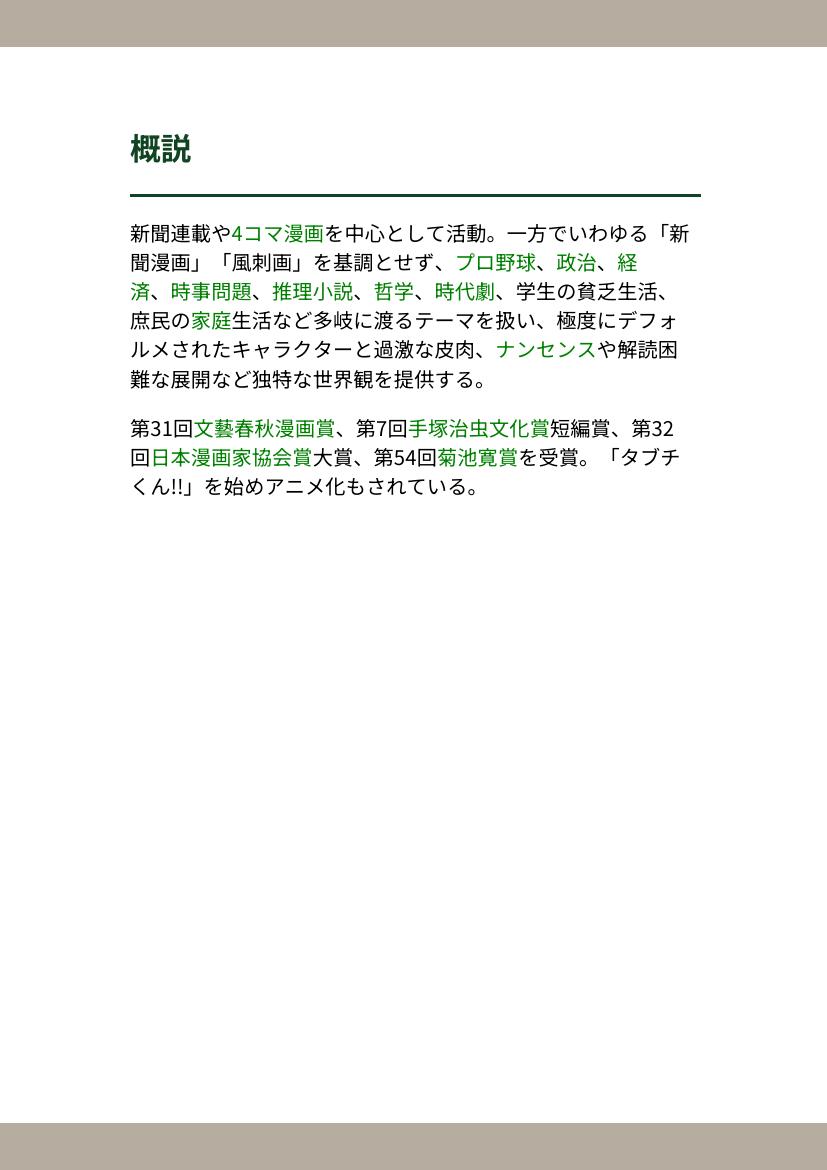 概説
新聞連載や4コマ漫画を中心として活動。一方でいわゆる「新
聞漫画」「風刺画」を基調とせず、プロ野球、政治、経
済、時事問題、推理小説、哲学、時代劇、学生の貧乏生活、
庶民の家庭生活など多岐に渡るテーマを扱い、極度にデフォ
ルメされたキャラクターと過激な皮肉、ナンセンスや解読困
難な展開など独特な世界観を提供する。
第31回文藝春秋漫画賞、第7回手塚治虫文化賞短編賞、第32
回日本漫画家協会賞大賞、第54回菊池寛賞を受賞。「タブチ
くん!!」を始めアニメ化もされている。